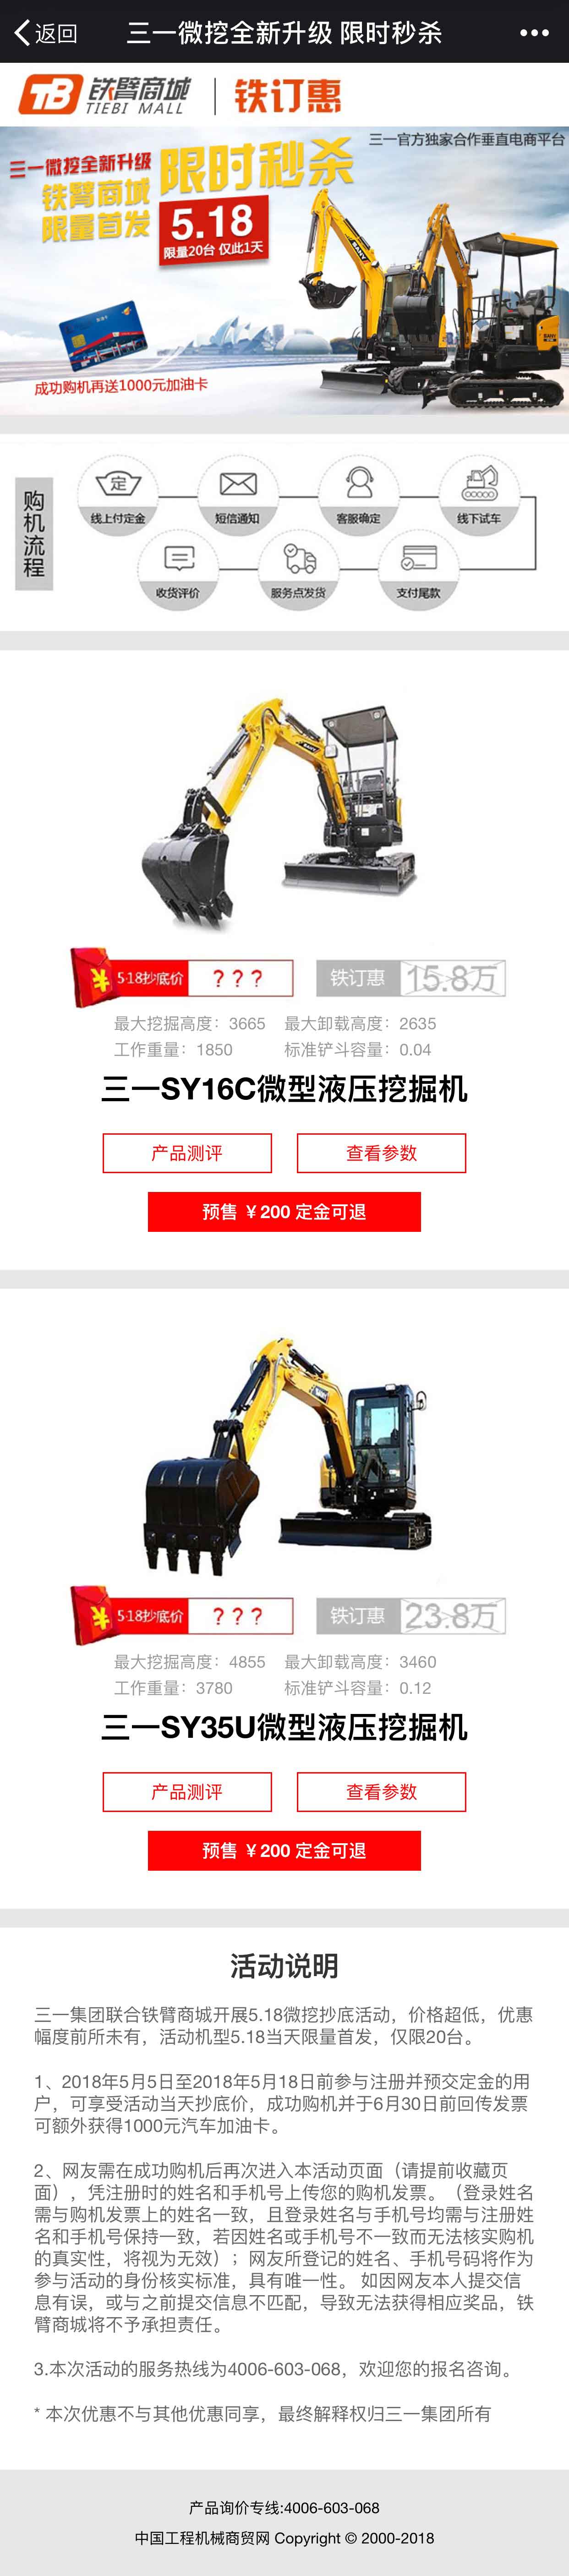 返回
三一微挖全新升级 限时秒杀
TB 铁臂商城
TIEBI MALL
铁订惠
三一官方独家合作垂直电商平台
三一微挖全新升级
铁臂商城
限量首发
限时秒杀
5.18
限量20台 仅此1天
成功购机再送1000元加油卡
购机流程
线上付定金
短信通知
客服确定
线下试车
收货评价
服务点发货
支付尾款
SANY
¥ 5·18抄底价 ? ? ?
铁订惠 15.8万
最大挖掘高度：3665 最大卸载高度：2635
工作重量：1850 标准铲斗容量：0.04
三一SY16C微型液压挖掘机
产品测评
查看参数
预售 ￥200 定金可退
¥ 5·18抄底价 ? ? ?
铁订惠 23.8万
最大挖掘高度：4855 最大卸载高度：3460
工作重量：3780 标准铲斗容量：0.12
三一SY35U微型液压挖掘机
产品测评
查看参数
预售 ￥200 定金可退
活动说明
三一集团联合铁臂商城开展5.18微挖抄底活动，价格超低，优惠
幅度前所未有，活动机型5.18当天限量首发，仅限20台。
1、2018年5月5日至2018年5月18日前参与注册并预交定金的用
户，可享受活动当天抄底价，成功购机并于6月30日前回传发票
可额外获得1000元汽车加油卡。
2、网友需在成功购机后再次进入本活动页面（请提前收藏页
面），凭注册时的姓名和手机号上传您的购机发票。（登录姓名
需与购机发票上的姓名一致，且登录姓名与手机号均需与注册姓
名和手机号保持一致，若因姓名或手机号不一致而无法核实购机
的真实性，将视为无效）；网友所登记的姓名、手机号码将作为
参与活动的身份核实标准，具有唯一性。 如因网友本人提交信
息有误，或与之前提交信息不匹配，导致无法获得相应奖品，铁
臂商城将不予承担责任。
3.本次活动的服务热线为4006-603-068，欢迎您的报名咨询。
* 本次优惠不与其他优惠同享，最终解释权归三一集团所有
产品询价专线:4006-603-068
中国工程机械商贸网 Copyright © 2000-2018